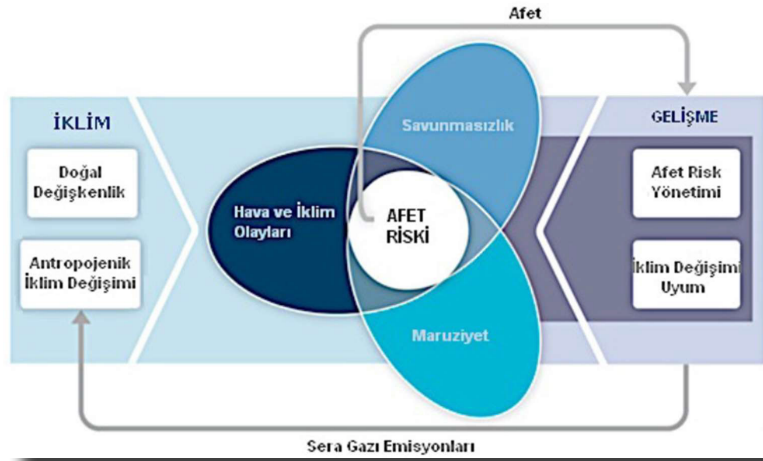 Afet
İKLİM
Doğal
Değişkenlik
Antropojenik
İklim Değişimi
Hava ve İklim
Olayları
Savunmasızlık
AFET
RİSKİ
Maruziyet
GELİŞME
Afet Risk
Yönetimi
İklim Değişimi
Uyum
Sera Gazı Emisyonları